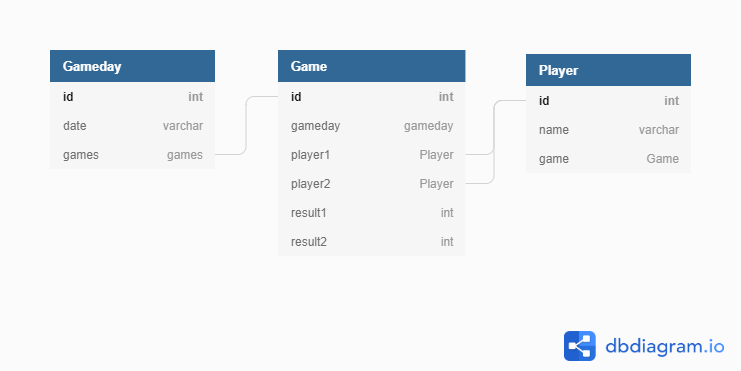 Gameday
id int
date varchar
games games
Game
id int
gameday gameday
player1 Player
player2 Player
result1 int
result2 int
Player
id int
name varchar
game Game
dbdiagram.io